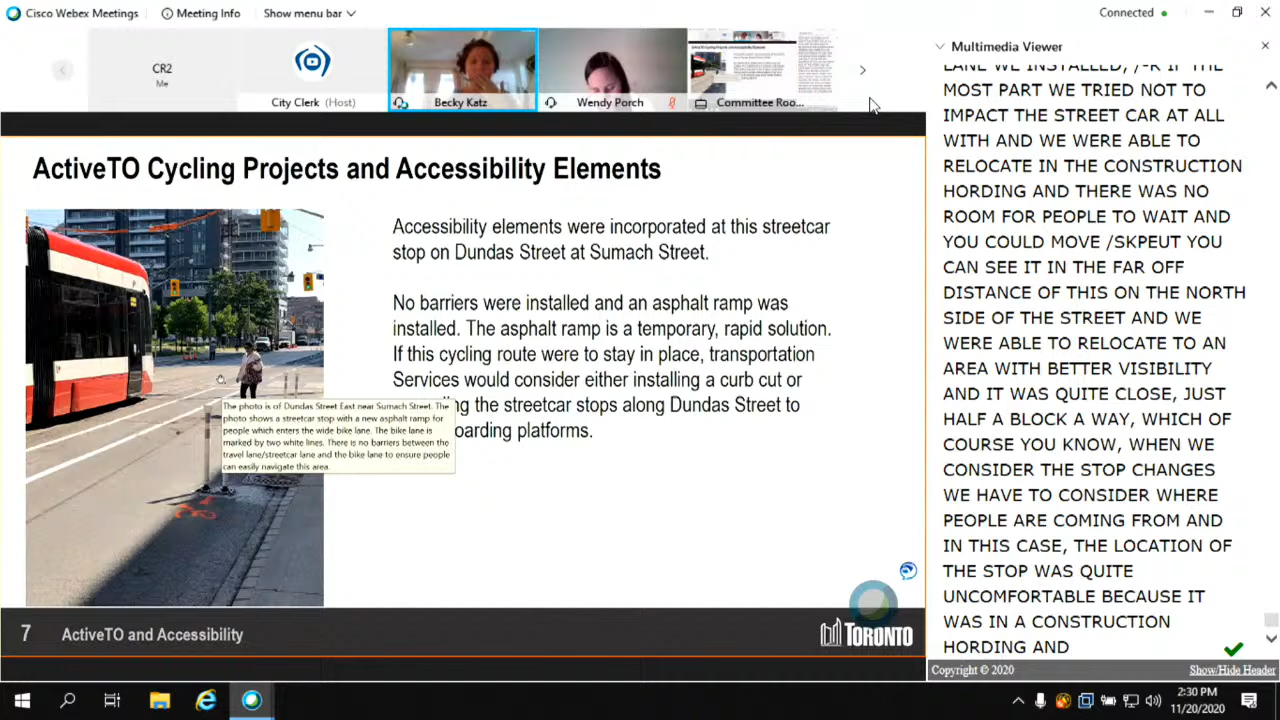 Cisco Webex Meetings
Meeting Info
Show menu bar
Connected
CR2
Me
City Clerk (Host)
Becky Katz
Wendy Porch
Committee Roo...
ActiveTO Cycling Projects and Accessibility Elements
Accessibility elements were incorporated at this streetcar
stop on Dundas Street at Sumach Street.
No barriers were installed and an asphalt ramp was
installed. The asphalt ramp is a temporary, rapid solution.
If this cycling route were to stay in place, transportation
Services would consider either installing a curb cut or
ng the streetcar stops along Dundas Street to
oarding platforms.
The photo is of Dundas Street East near Sumach Street. The
photo shows a streetcar stop with a new asphalt ramp for
people which enters the wide bike lane. The bike lane is
marked by two white lines. There is no barriers between the
travel lane/streetcar lane and the bike lane to ensure people
can easily navigate this area.
7
ActiveTO and Accessibility
TORONTO
Multimedia Viewer
MOST PART WE TRIED NOT TO
IMPACT THE STREET CAR AT ALL
WITH AND WE WERE ABLE TO
RELOCATE IN THE CONSTRUCTION
HORDING AND THERE WAS NO
ROOM FOR PEOPLE TO WAIT AND
YOU COULD MOVE /SKPEUT YOU
CAN SEE IT IN THE FAR OFF
DISTANCE OF THIS ON THE NORTH
SIDE OF THE STREET AND WE
WERE ABLE TO RELOCATE TO AN
AREA WITH BETTER VISIBILITY
AND IT WAS QUITE CLOSE, JUST
HALF A BLOCK A WAY, WHICH OF
COURSE YOU KNOW, WHEN WE
CONSIDER THE STOP CHANGES
WE HAVE TO CONSIDER WHERE
PEOPLE ARE COMING FROM AND
IN THIS CASE, THE LOCATION OF
THE STOP WAS QUITE
UNCOMFORTABLE BECAUSE IT
WAS IN A CONSTRUCTION
HORDING AND
Copyright © 2020
Show/Hide Header
2:30 PM
11/20/2020